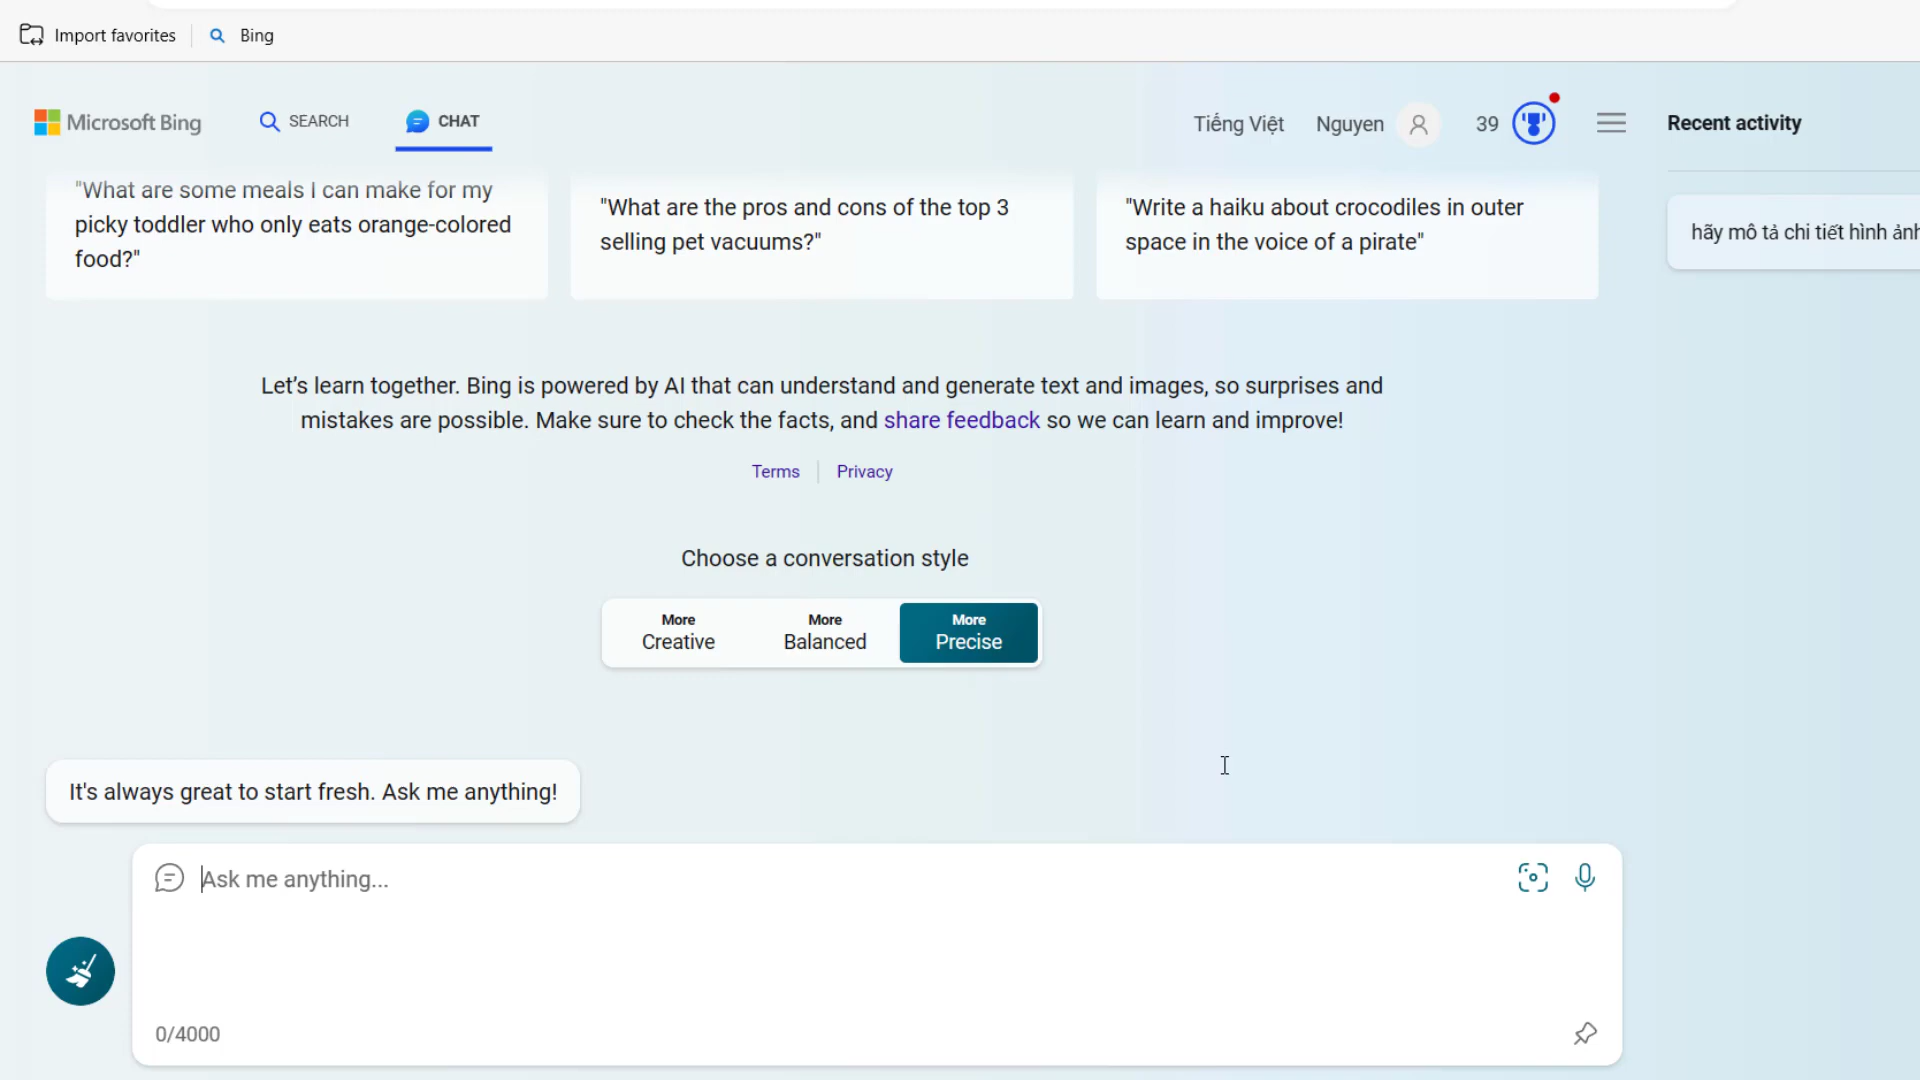 Import favorites
Bing
Microsoft Bing
SEARCH
CHAT
Tiếng Việt
Nguyen
39
Recent activity
"What are some meals I can make for my
picky toddler who only eats orange-colored
food?"
"What are the pros and cons of the top 3
selling pet vacuums?"
"Write a haiku about crocodiles in outer
space in the voice of a pirate"
hãy mô tả chi tiết hình ảnh
Let's learn together. Bing is powered by AI that can understand and generate text and images, so surprises and
mistakes are possible. Make sure to check the facts, and share feedback so we can learn and improve!
Terms
Privacy
Choose a conversation style
More
Creative
More
Balanced
More
Precise
It's always great to start fresh. Ask me anything!
Ask me anything...
0/4000